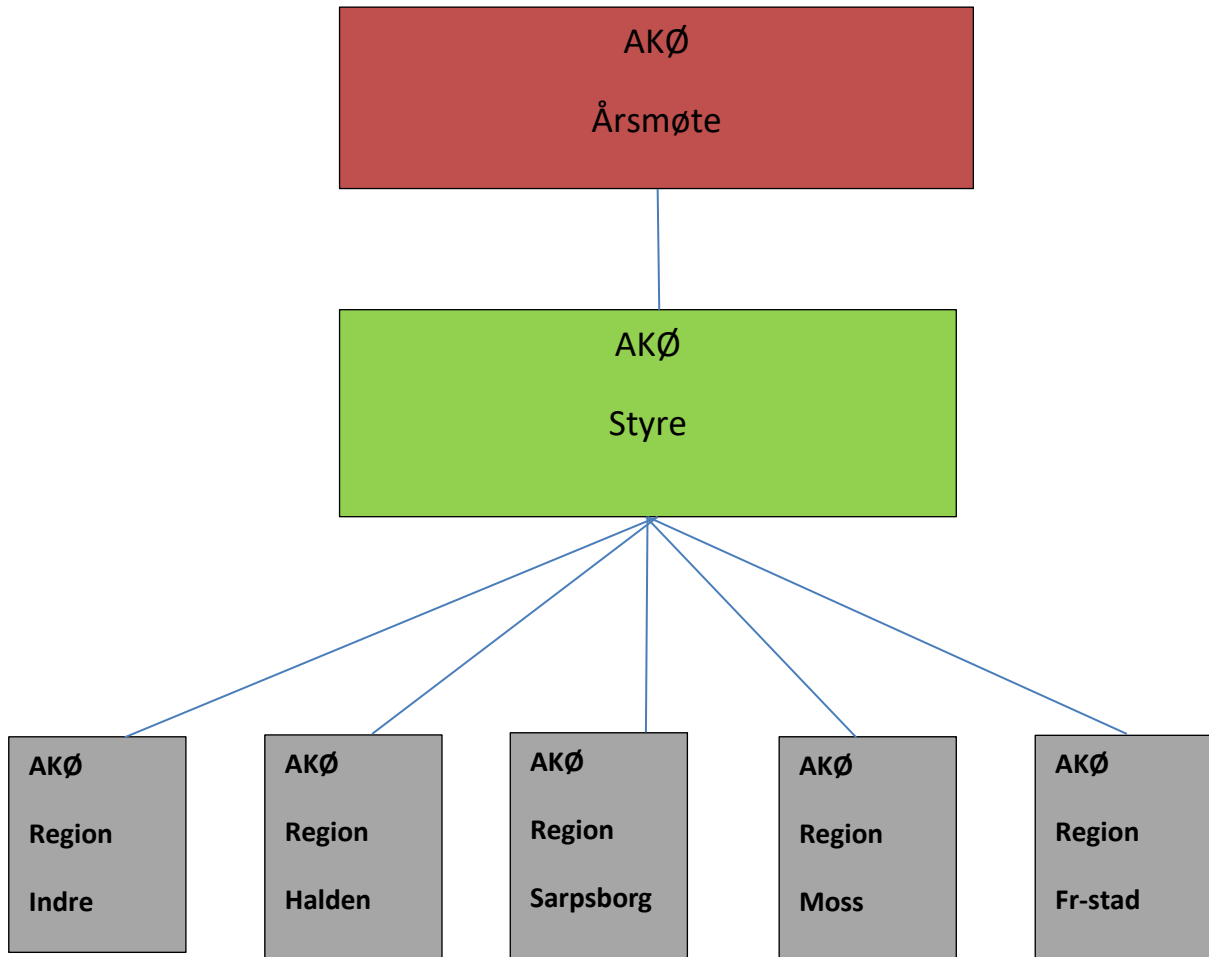 AKØ
Årsmøte
AKØ
Styre
AKØ
Region
Indre
AKØ
Region
Halden
AKØ
Region
Sarpsborg
AKØ
Region
Moss
AKØ
Region
Fr-stad